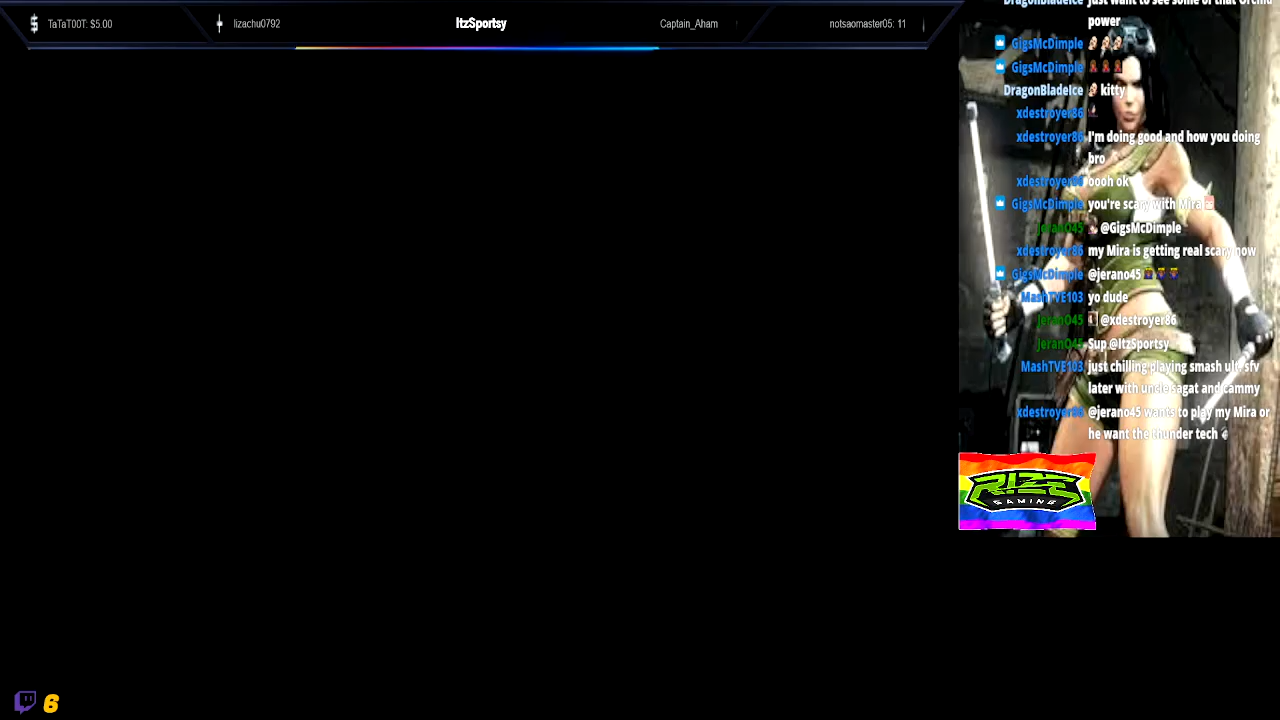 TaTaT00T: $5.00
lizachu0792
ItzSportsy
Captain_Aham
notsaomaster05: 11
power
GigsMcDimple
GigsMcDimple
DragonBladeIce kitty
xdestroyer86
xdestroyer86 I'm doing good and how you doing
bro
xdestroyer86 oooh ok
GigsMcDimple you're scary with Mira
JeranO45 @GigsMcDimple
xdestroyer86 my Mira is getting real scary now
GigsMcDimple @jerano45
MashTVE103 yo dude
JeranO45 @xdestroyer86
JeranO45 Sup @ItzSportsy
MashTVE103 just chilling playing smash ult, sfv
later with uncle sagat and cammy
xdestroyer86 @jerano45 wants to play my Mira or
he want the thunder tech
RIZE
GAMING
6